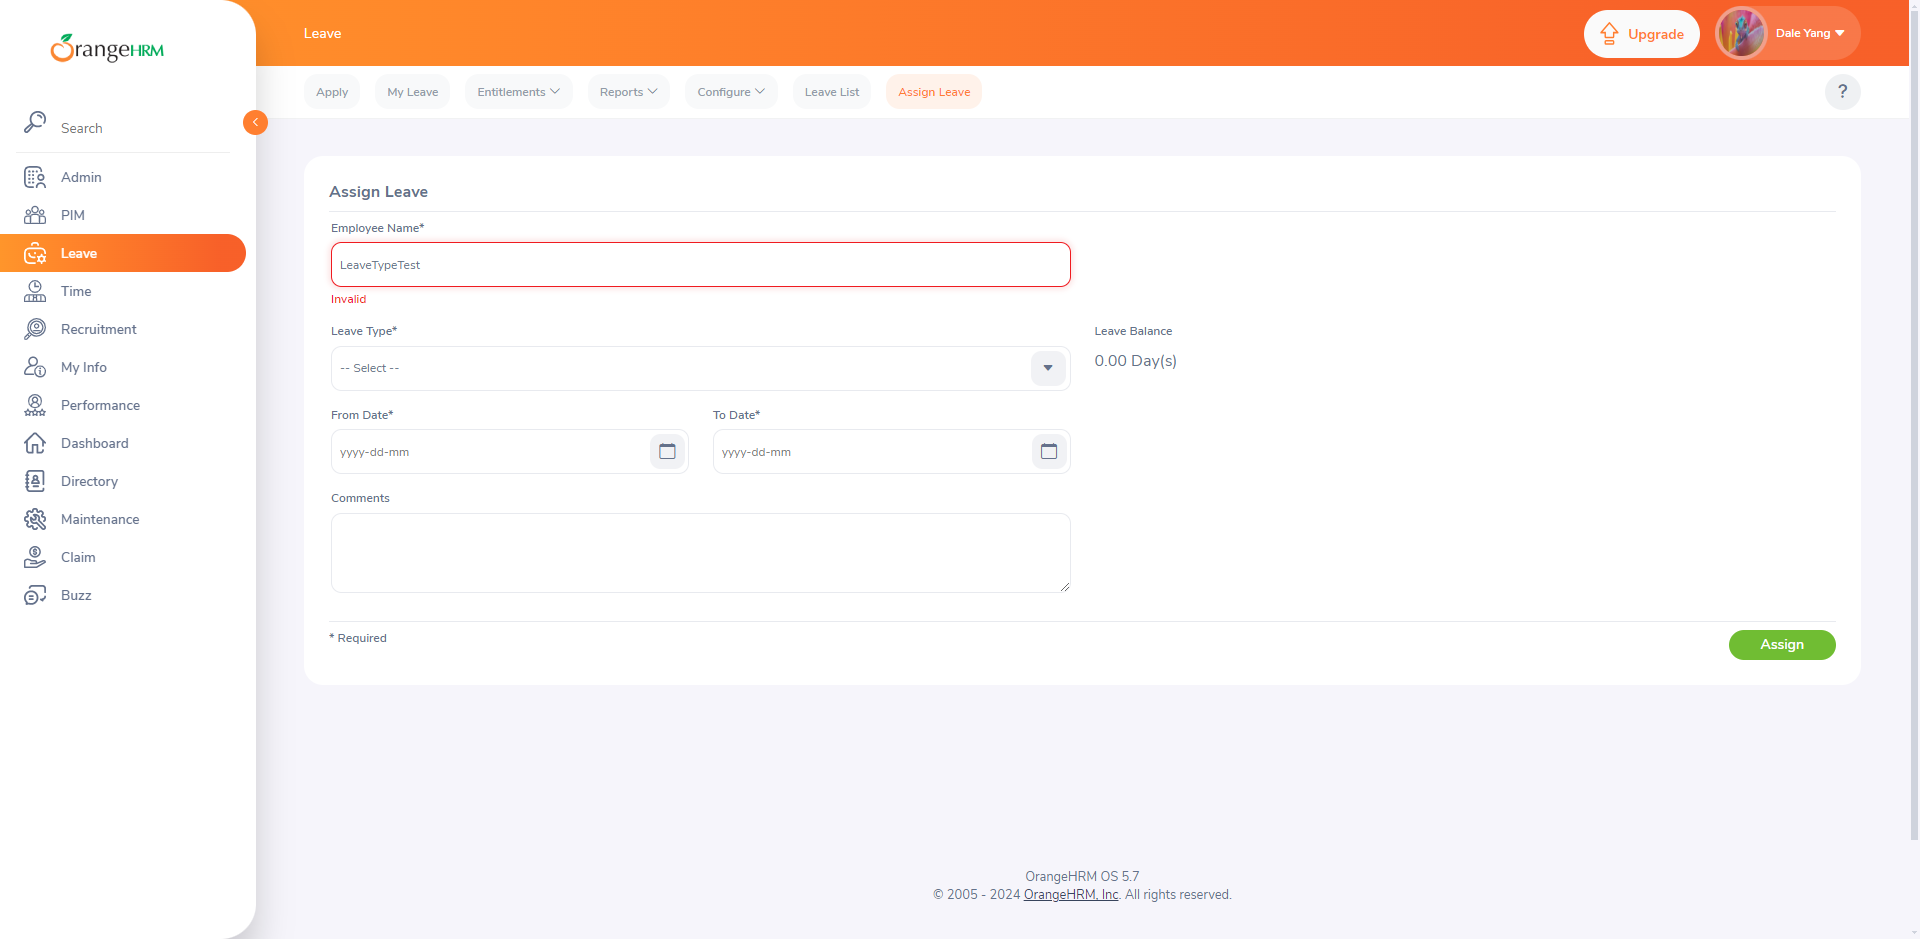 OrangeHRM
Search
Admin
PIM
Leave
Time
Recruitment
My Info
Performance
Dashboard
Directory
Maintenance
Claim
Buzz
Leave
Upgrade
Dale Yang
Apply
My Leave
Entitlements
Reports
Configure
Leave List
Assign Leave
?
Assign Leave
Employee Name*
LeaveTypeTest
Invalid
Leave Type*
-- Select --
Leave Balance
0.00 Day(s)
From Date*
yyyy-dd-mm
To Date*
yyyy-dd-mm
Comments
* Required
Assign
OrangeHRM OS 5.7
© 2005 - 2024 OrangeHRM, Inc. All rights reserved.